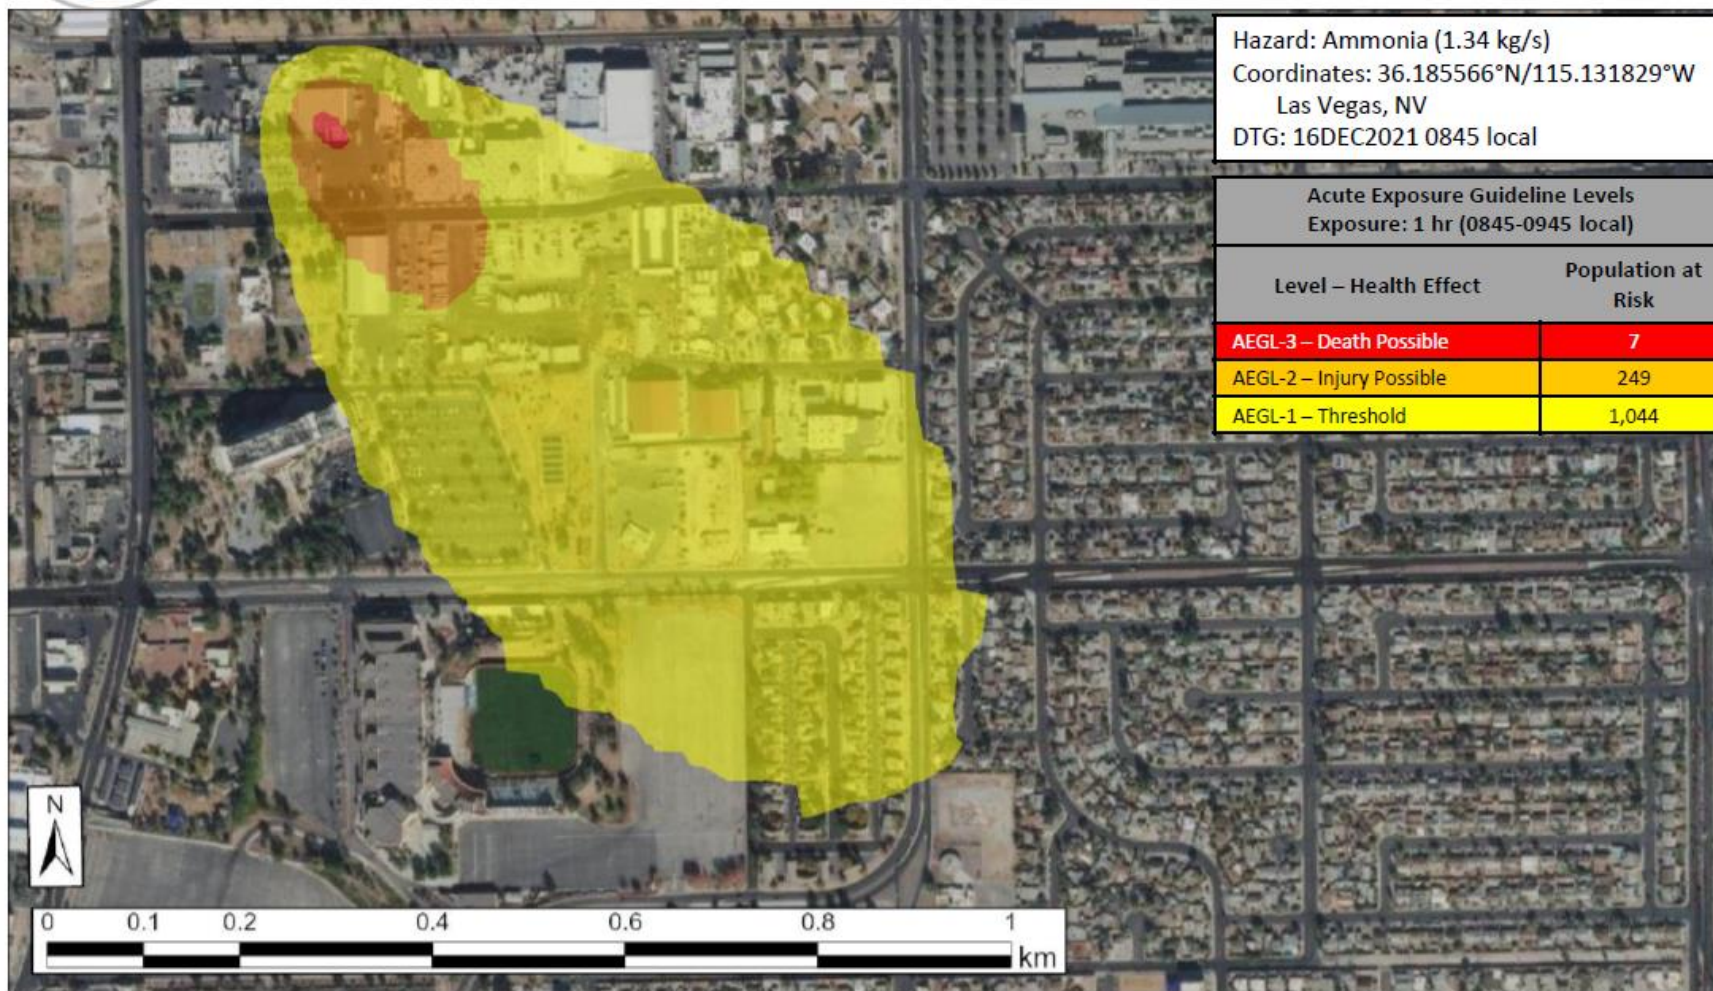 Hazard: Ammonia (1.34 kg/s)
Coordinates: 36.185566°N/115.131829°W
Las Vegas, NV
DTG: 16DEC2021 0845 local
Acute Exposure Guideline Levels
Exposure: 1 hr (0845-0945 local)
Level – Health Effect Population at
Risk
AEGL-3 – Death Possible 7
AEGL-2 – Injury Possible 249
AEGL-1 – Threshold 1,044
N
0 0.1 0.2 0.4 0.6 0.8 1
km